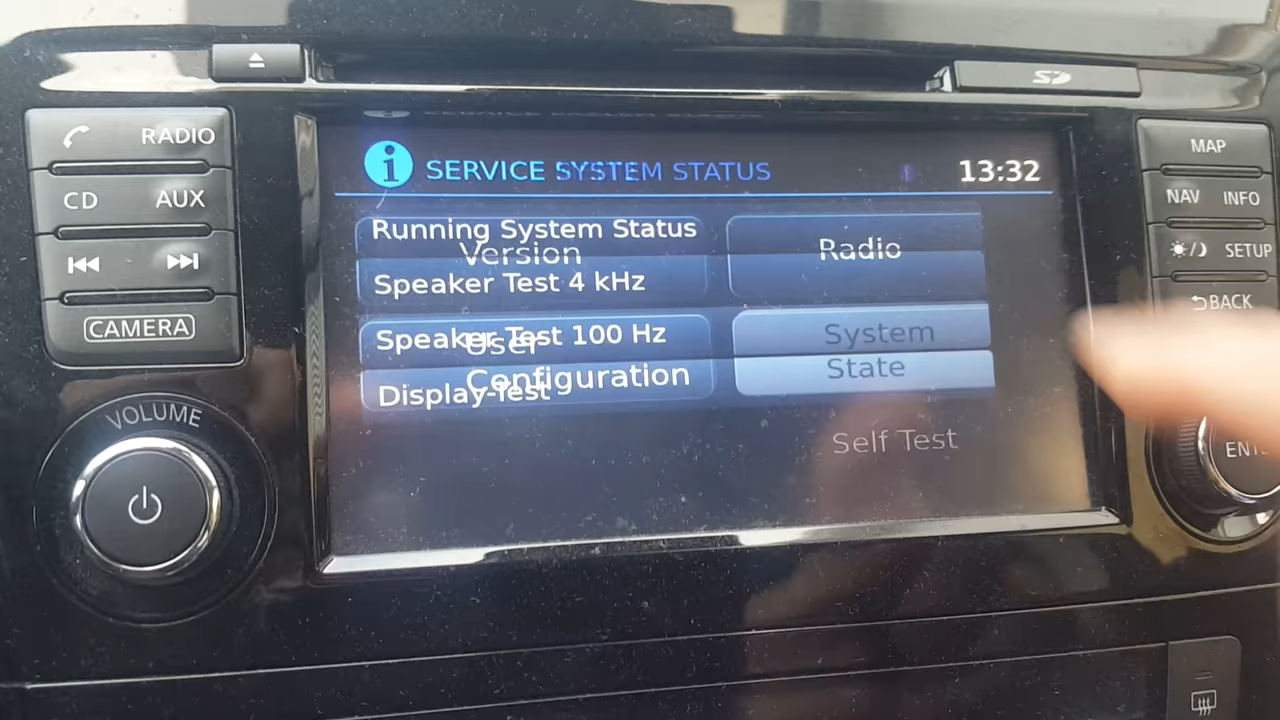 SD
RADIO
CD AUX
CAMERA
VOLUME
SERVICE SYSTEM STATUS
13:32
Running System Status
Version
Radio
Speaker Test 4 kHz
Speaker Test 100 Hz
User
Configuration
System
State
Display-Test
Self Test
MAP
NAV INFO
SETUP
BACK